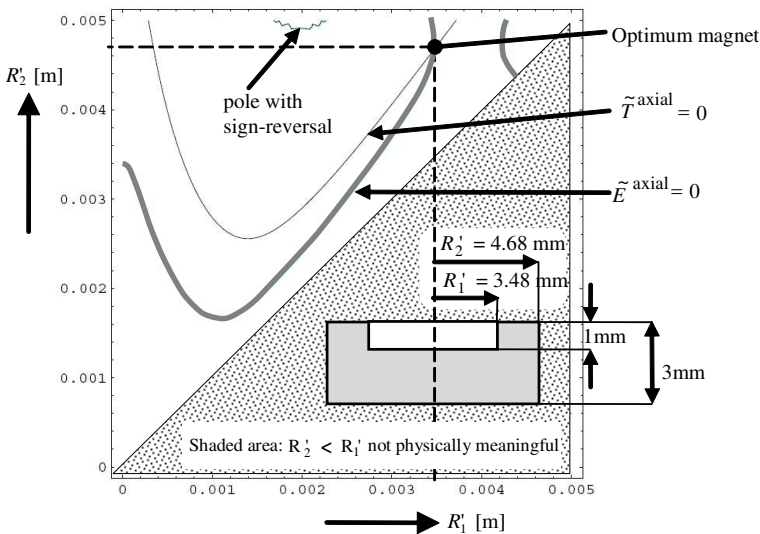 0.005
0.004
0.003
0.002
0.001
0
R'₂ [m]
pole with
sign-reversal
Optimum magnet
T̃ axial = 0
Ẽ axial = 0
R'₂ = 4.68 mm
R'₁ = 3.48 mm
1mm
3mm
Shaded area: R'₂ < R'₁ not physically meaningful
0 0.001 0.002 0.003 0.004 0.005
R'₁ [m]